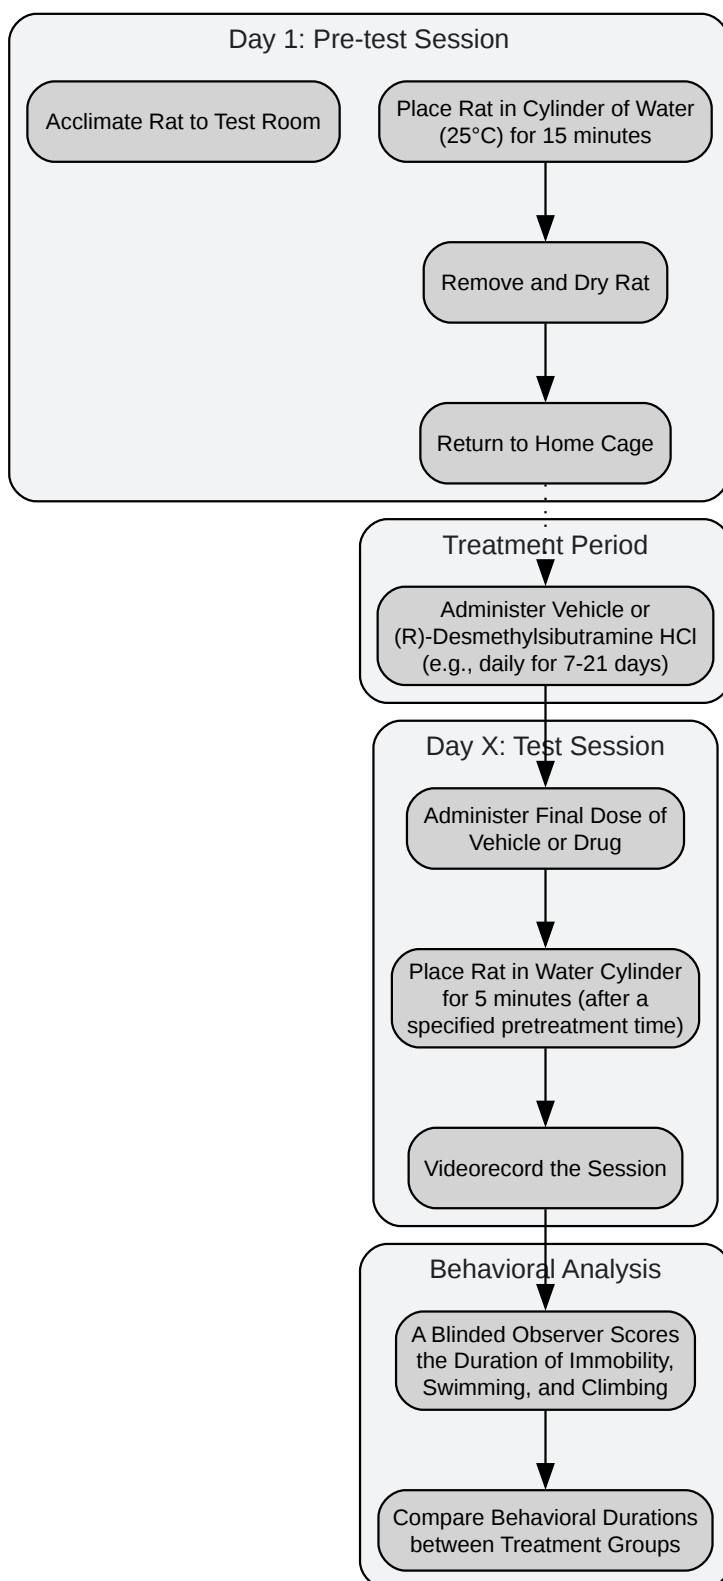 Day 1: Pre-test Session
Acclimate Rat to Test Room
Place Rat in Cylinder of Water
(25°C) for 15 minutes
Remove and Dry Rat
Return to Home Cage
Treatment Period
Administer Vehicle or
(R)-Desmethylsibutramine HCl
(e.g., daily for 7-21 days)
Day X: Test Session
Administer Final Dose of
Vehicle or Drug
Place Rat in Water Cylinder
for 5 minutes (after a
specified pretreatment time)
Videorecord the Session
Behavioral Analysis
A Blinded Observer Scores
the Duration of Immobility,
Swimming, and Climbing
Compare Behavioral Durations
between Treatment Groups